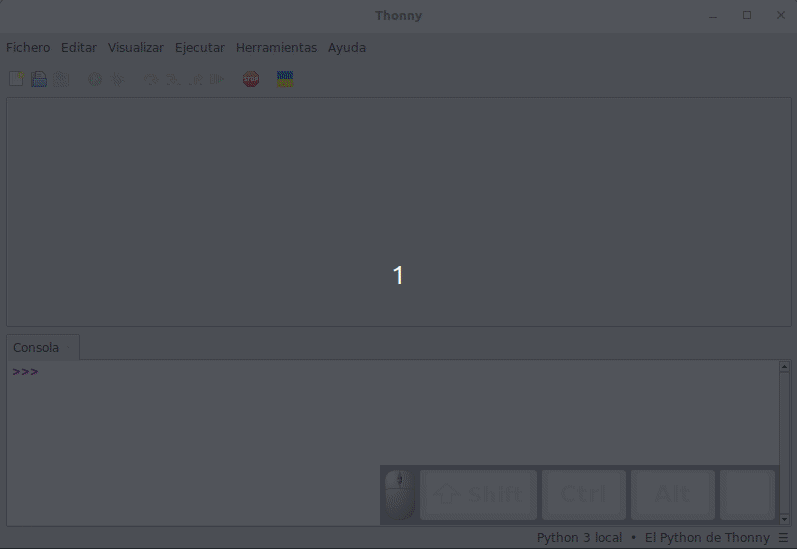 Thonny
Fichero Editar Visualizar Ejecutar Herramientas Ayuda
STOP
1
Consola
>>>
Shift Ctrl Alt
Python 3 local • El Python de Thonny ☰